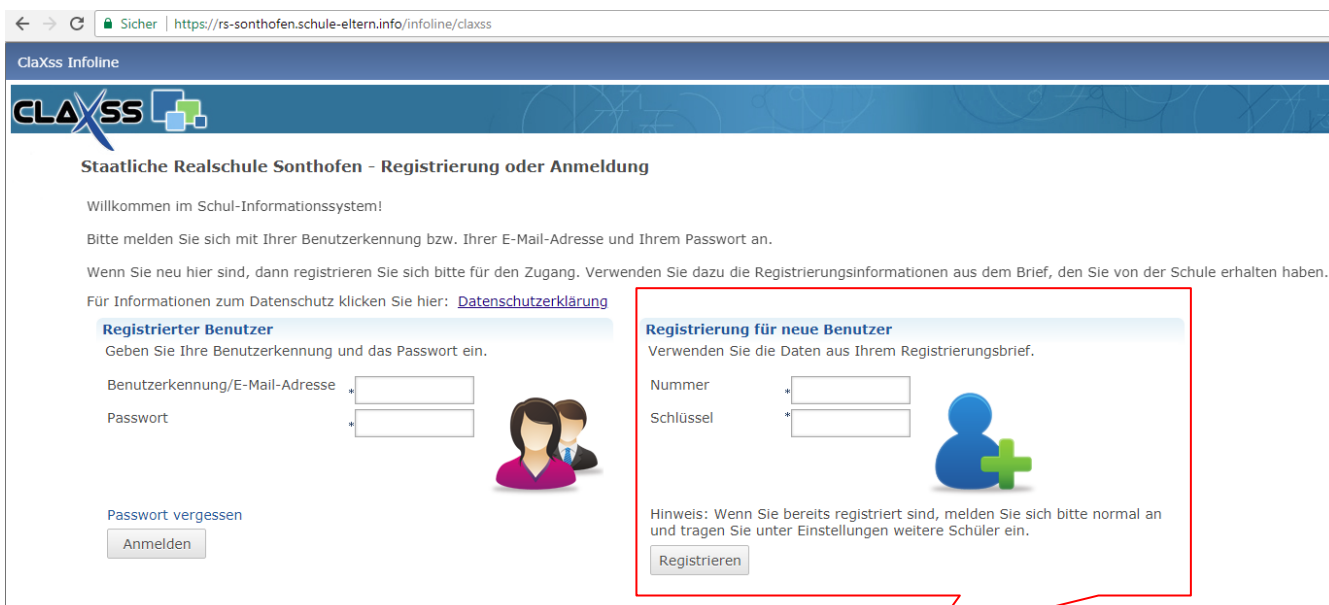 Sicher | https://rs-sonthofen.schule-eltern.info/infoline/claxss
ClaXss Infoline
CLAXSS
Staatliche Realschule Sonthofen - Registrierung oder Anmeldung
Willkommen im Schul-Informationssystem!
Bitte melden Sie sich mit Ihrer Benutzerkennung bzw. Ihrer E-Mail-Adresse und Ihrem Passwort an.
Wenn Sie neu hier sind, dann registrieren Sie sich bitte für den Zugang. Verwenden Sie dazu die Registrierungsinformationen aus dem Brief, den Sie von der Schule erhalten haben.
Für Informationen zum Datenschutz klicken Sie hier: Datenschutzerklärung
Registrierter Benutzer
Geben Sie Ihre Benutzerkennung und das Passwort ein.
Benutzerkennung/E-Mail-Adresse *
Passwort *
Passwort vergessen
Anmelden
Registrierung für neue Benutzer
Verwenden Sie die Daten aus Ihrem Registrierungsbrief.
Nummer *
Schlüssel *
Hinweis: Wenn Sie bereits registriert sind, melden Sie sich bitte normal an
und tragen Sie unter Einstellungen weitere Schüler ein.
Registrieren